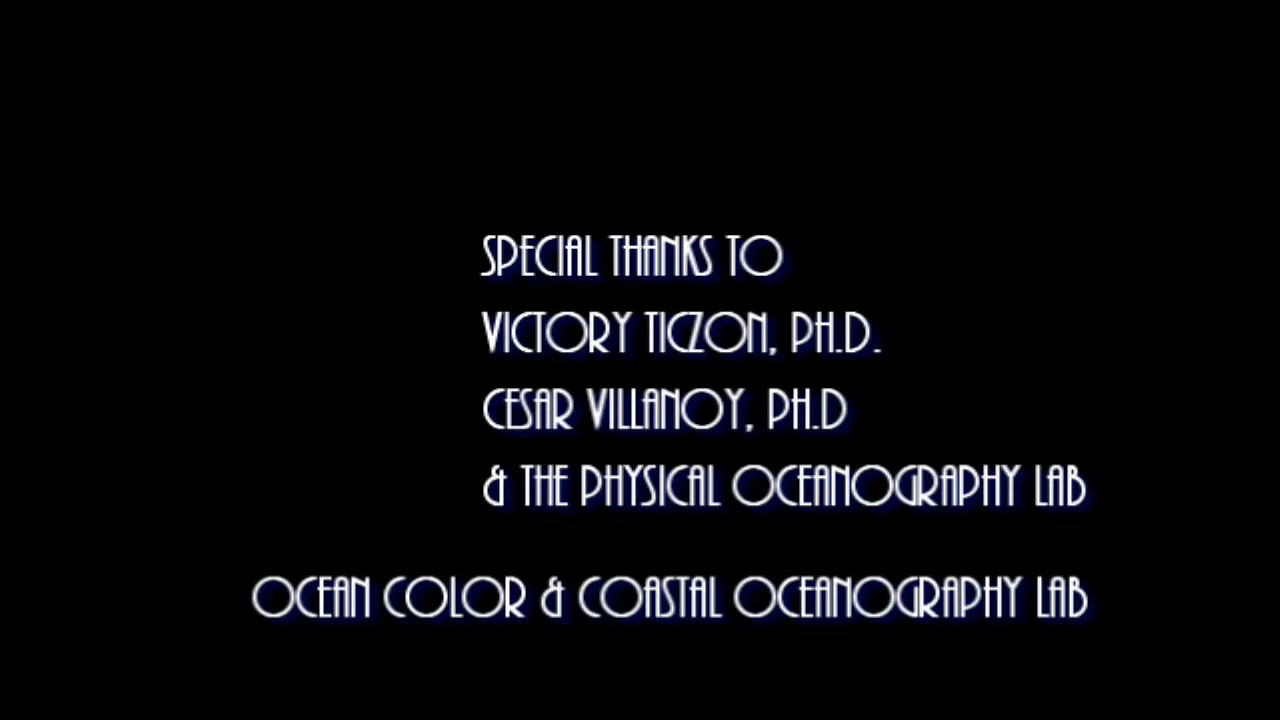 SPECIAL THANKS TO
VICTORY TICZON, PH.D.
CESAR VILLANOY, PH.D
& THE PHYSICAL OCEANOGRAPHY LAB
OCEAN COLOR & COASTAL OCEANOGRAPHY LAB